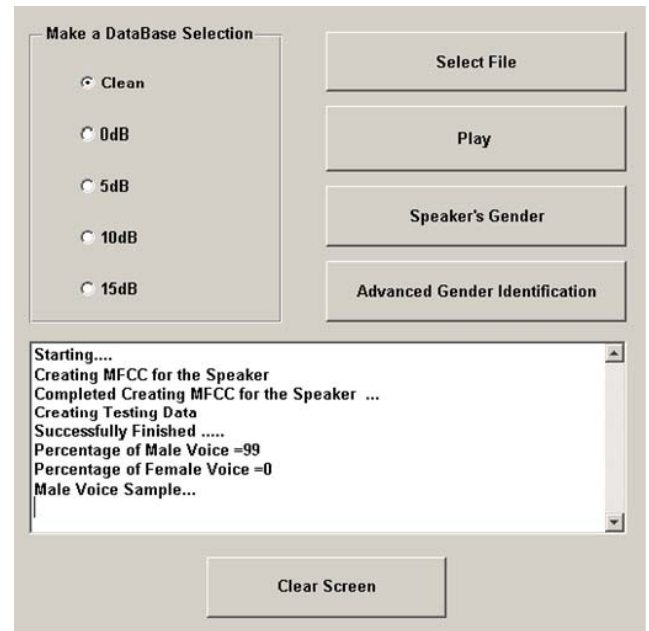 Make a DataBase Selection
Clean
0dB
5dB
10dB
15dB
Select File
Play
Speaker's Gender
Advanced Gender Identification
Starting....
Creating MFCC for the Speaker
Completed Creating MFCC for the Speaker ...
Creating Testing Data
Successfully Finished .....
Percentage of Male Voice =99
Percentage of Female Voice =0
Male Voice Sample...
Clear Screen